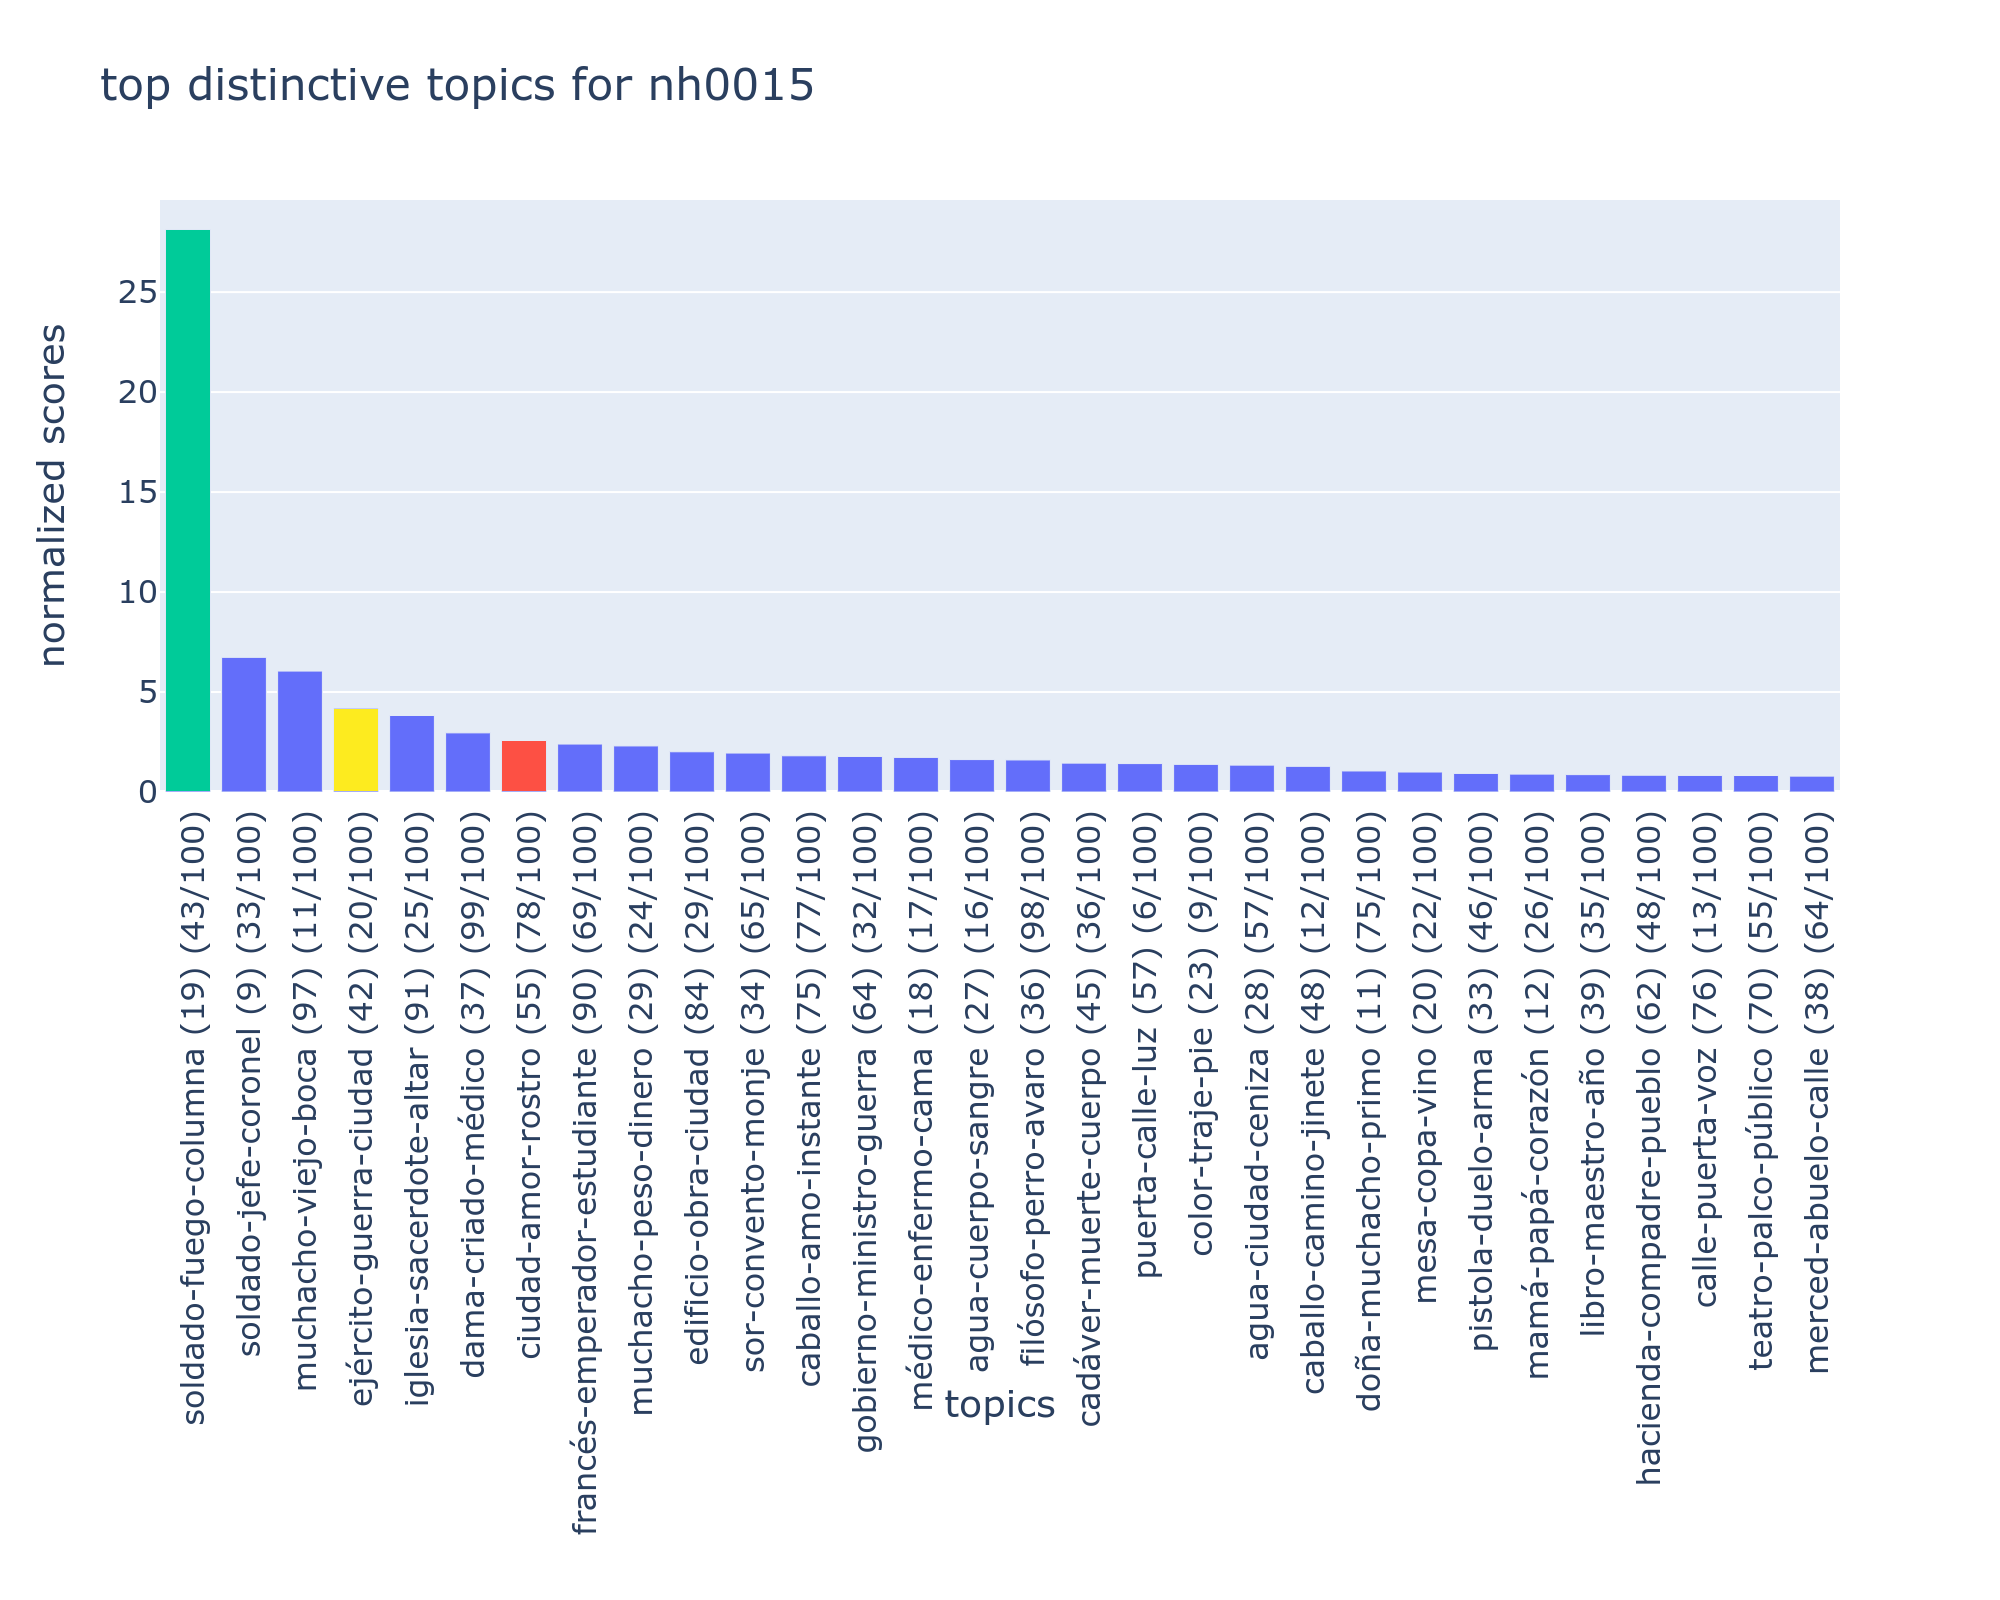 top distinctive topics for nh0015
normalized scores
25
20
15
10
5
0
soldado-fuego-columna (19) (43/100)
soldado-jefe-coronel (9) (33/100)
muchacho-viejo-boca (97) (11/100)
ejército-guerra-ciudad (42) (20/100)
iglesia-sacerdote-altar (91) (25/100)
dama-criado-médico (37) (99/100)
ciudad-amor-rostro (55) (78/100)
francés-emperador-estudiante (90) (69/100)
muchacho-peso-dinero (29) (24/100)
edificio-obra-ciudad (84) (29/100)
sor-convento-monje (34) (65/100)
caballo-amo-instante (75) (77/100)
gobierno-ministro-guerra (64) (32/100)
médico-enfermo-cama (18) (17/100)
agua-cuerpo-sangre (27) (16/100)
filósofo-perro-avaro (36) (98/100)
cadáver-muerte-cuerpo (45) (36/100)
puerta-calle-luz (57) (6/100)
color-traje-pie (23) (9/100)
agua-ciudad-ceniza (28) (57/100)
caballo-camino-jinete (48) (12/100)
doña-muchacho-primo (11) (75/100)
mesa-copa-vino (20) (22/100)
pistola-duelo-arma (33) (46/100)
mamá-papá-corazón (12) (26/100)
libro-maestro-año (39) (35/100)
hacienda-compadre-pueblo (62) (48/100)
calle-puerta-voz (76) (13/100)
teatro-palco-público (70) (55/100)
merced-abuelo-calle (38) (64/100)
topics